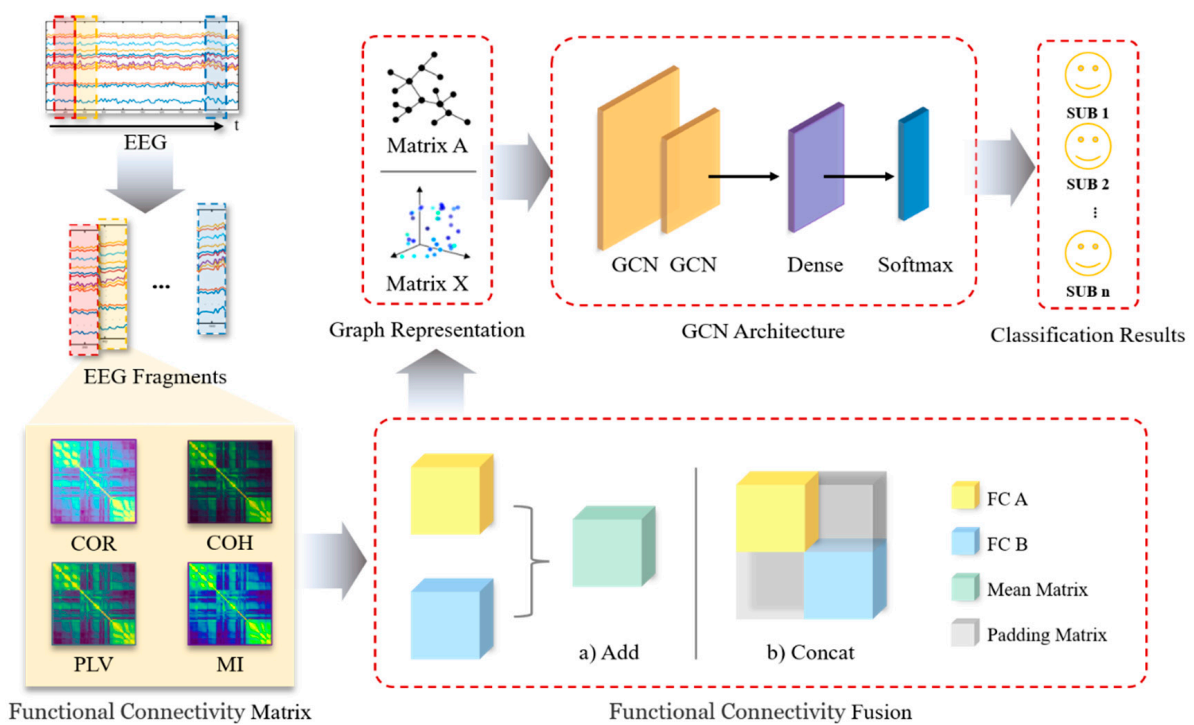 t
EEG
EEG Fragments
COR
COH
PLV
MI
Functional Connectivity Matrix
a) Add
b) Concat
FC A
FC B
Mean Matrix
Padding Matrix
Functional Connectivity Fusion
Matrix A
Matrix X
Graph Representation
GCN GCN
Dense
Softmax
GCN Architecture
SUB 1
SUB 2
...
SUB n
Classification Results